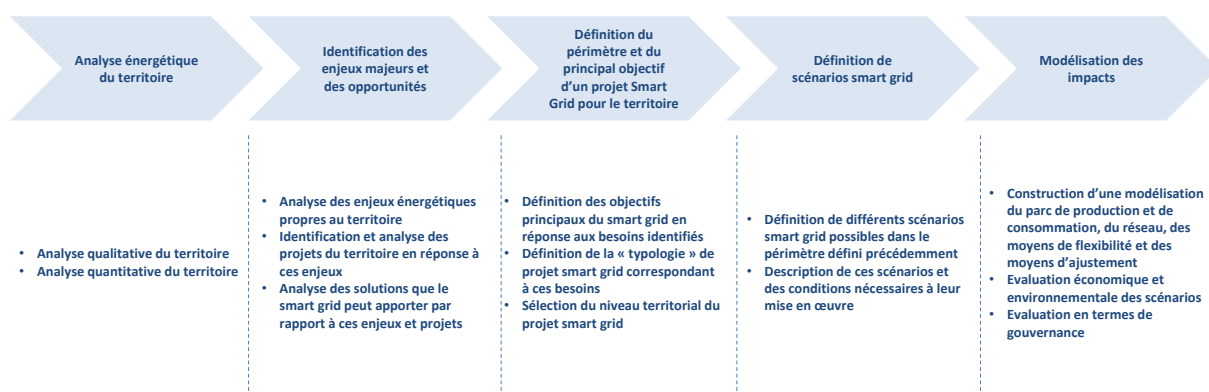 Analyse énergétique
du territoire
Identification des
enjeux majeurs et
des opportunités
Définition du
périmètre et du
principal objectif
d’un projet Smart
Grid pour le territoire
Définition de
scénarios smart grid
Modélisation des
impacts
• Analyse qualitative du territoire
• Analyse quantitative du territoire
• Analyse des enjeux énergétiques
propres au territoire
• Identification et analyse des
projets du territoire en réponse à
ces enjeux
• Analyse des solutions que le
smart grid peut apporter par
rapport à ces enjeux et projets
• Définition des objectifs
principaux du smart grid en
réponse aux besoins identifiés
• Définition de la « typologie » de
projet smart grid correspondant
à ces besoins
• Sélection du niveau territorial du
projet smart grid
• Définition de différents scénarios
smart grid possibles dans le
périmètre défini précédemment
• Description de ces scénarios et
des conditions nécessaires à leur
mise en œuvre
• Construction d’une modélisation
du parc de production et de
consommation, du réseau, des
moyens de flexibilité et des
moyens d’ajustement
• Evaluation économique et
environnementale des scénarios
• Evaluation en termes de
gouvernance